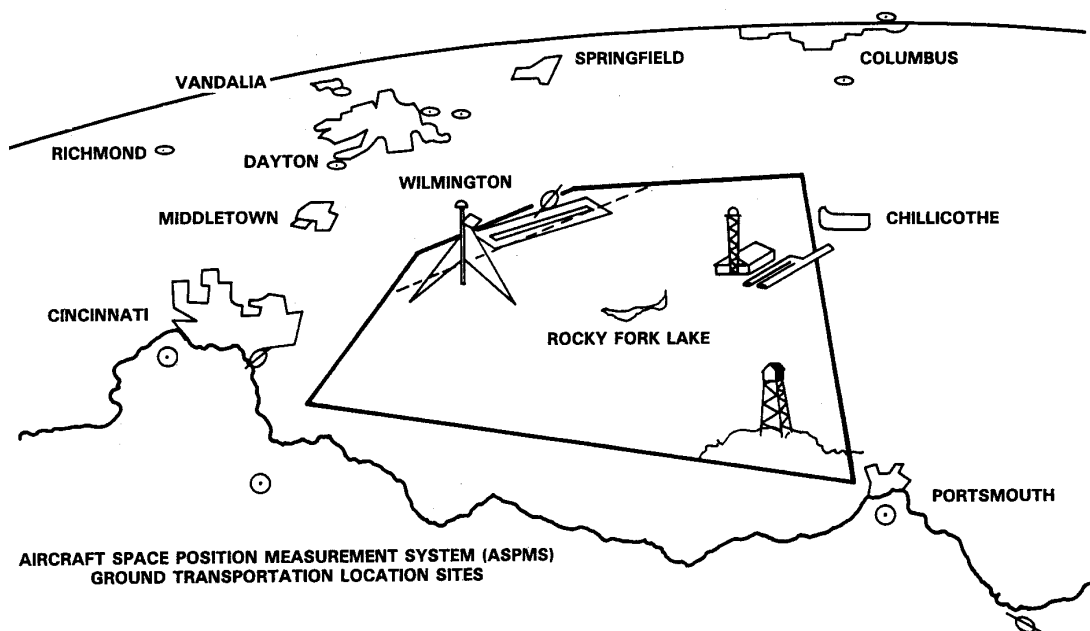 SPRINGFIELD
COLUMBUS
VANDALIA
RICHMOND
DAYTON
WILMINGTON
MIDDLETOWN
CHILLICOTHE
CINCINNATI
ROCKY FORK LAKE
PORTSMOUTH
AIRCRAFT SPACE POSITION MEASUREMENT SYSTEM (ASPMS)
GROUND TRANSPORTATION LOCATION SITES